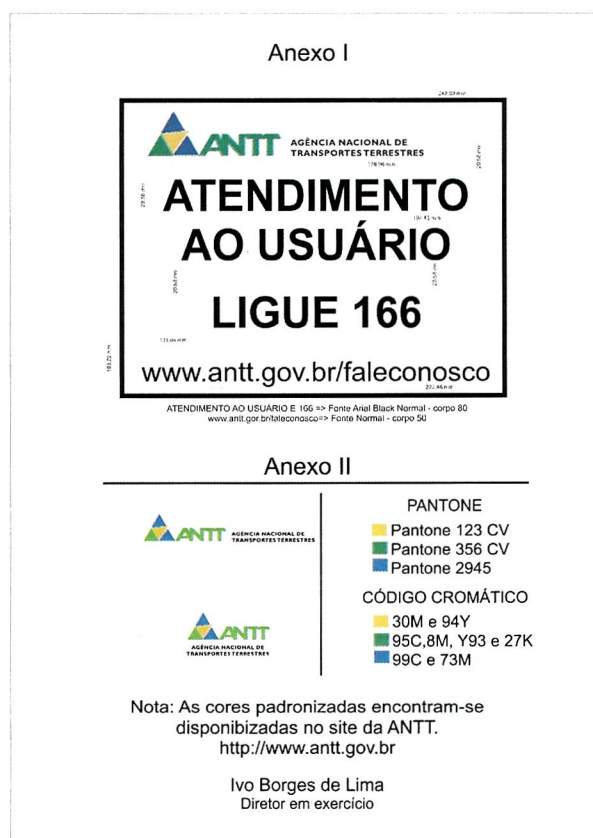 Anexo I
ANTT AGÊNCIA NACIONAL DE
TRANSPORTES TERRESTRES
ATENDIMENTO
AO USUÁRIO
LIGUE 166
www.antt.gov.br/faleconosco
ATENDIMENTO AO USUÁRIO E 166 => Fonte Arial Black Normal - corpo 80
www.antt.gor.br/faleconosco=> Fonte Normal - corpo 50
Anexo II
ANTT AGÊNCIA NACIONAL DE
TRANSPORTES TERRESTRES
ANTT
AGÊNCIA NACIONAL DE
TRANSPORTES TERRESTRES
PANTONE
Pantone 123 CV
Pantone 356 CV
Pantone 2945
CÓDIGO CROMÁTICO
30M e 94Y
95C,8M, Y93 e 27K
99C e 73M
Nota: As cores padronizadas encontram-se
disponibizadas no site da ANTT.
http://www.antt.gov.br
Ivo Borges de Lima
Diretor em exercício